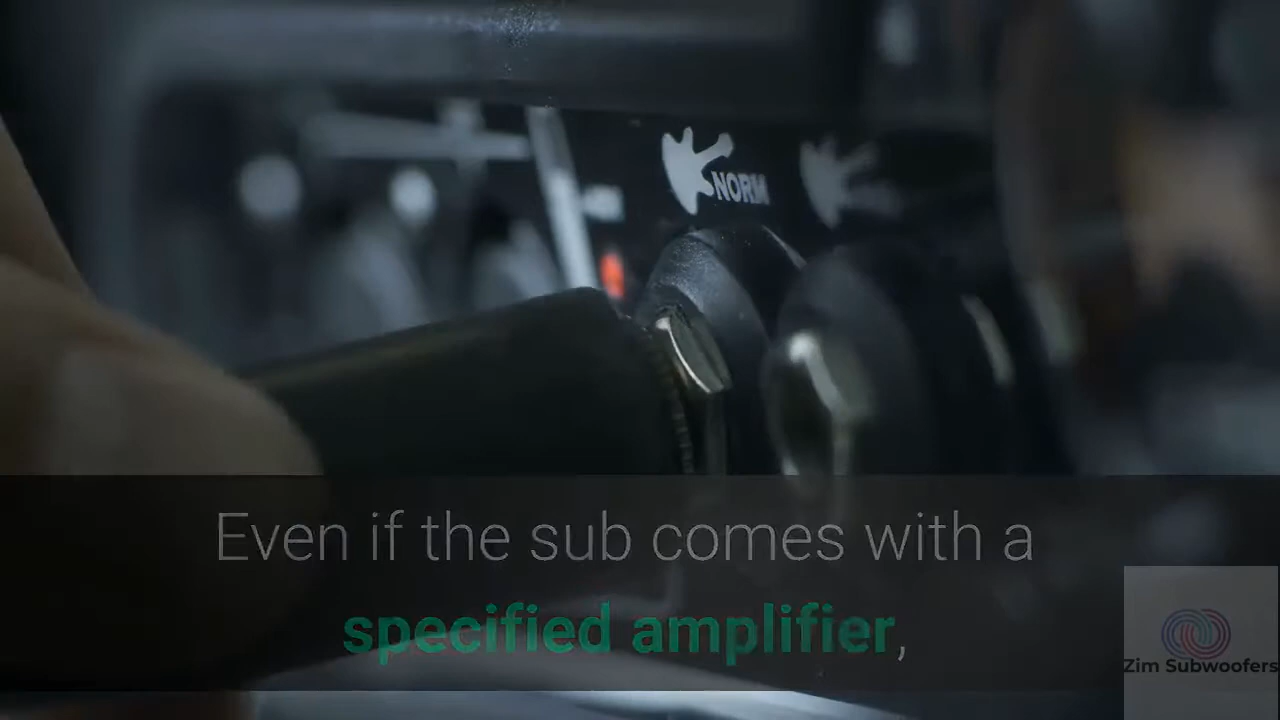 NORM
Even if the sub comes with a
specified amplifier,
Zim Subwoofers